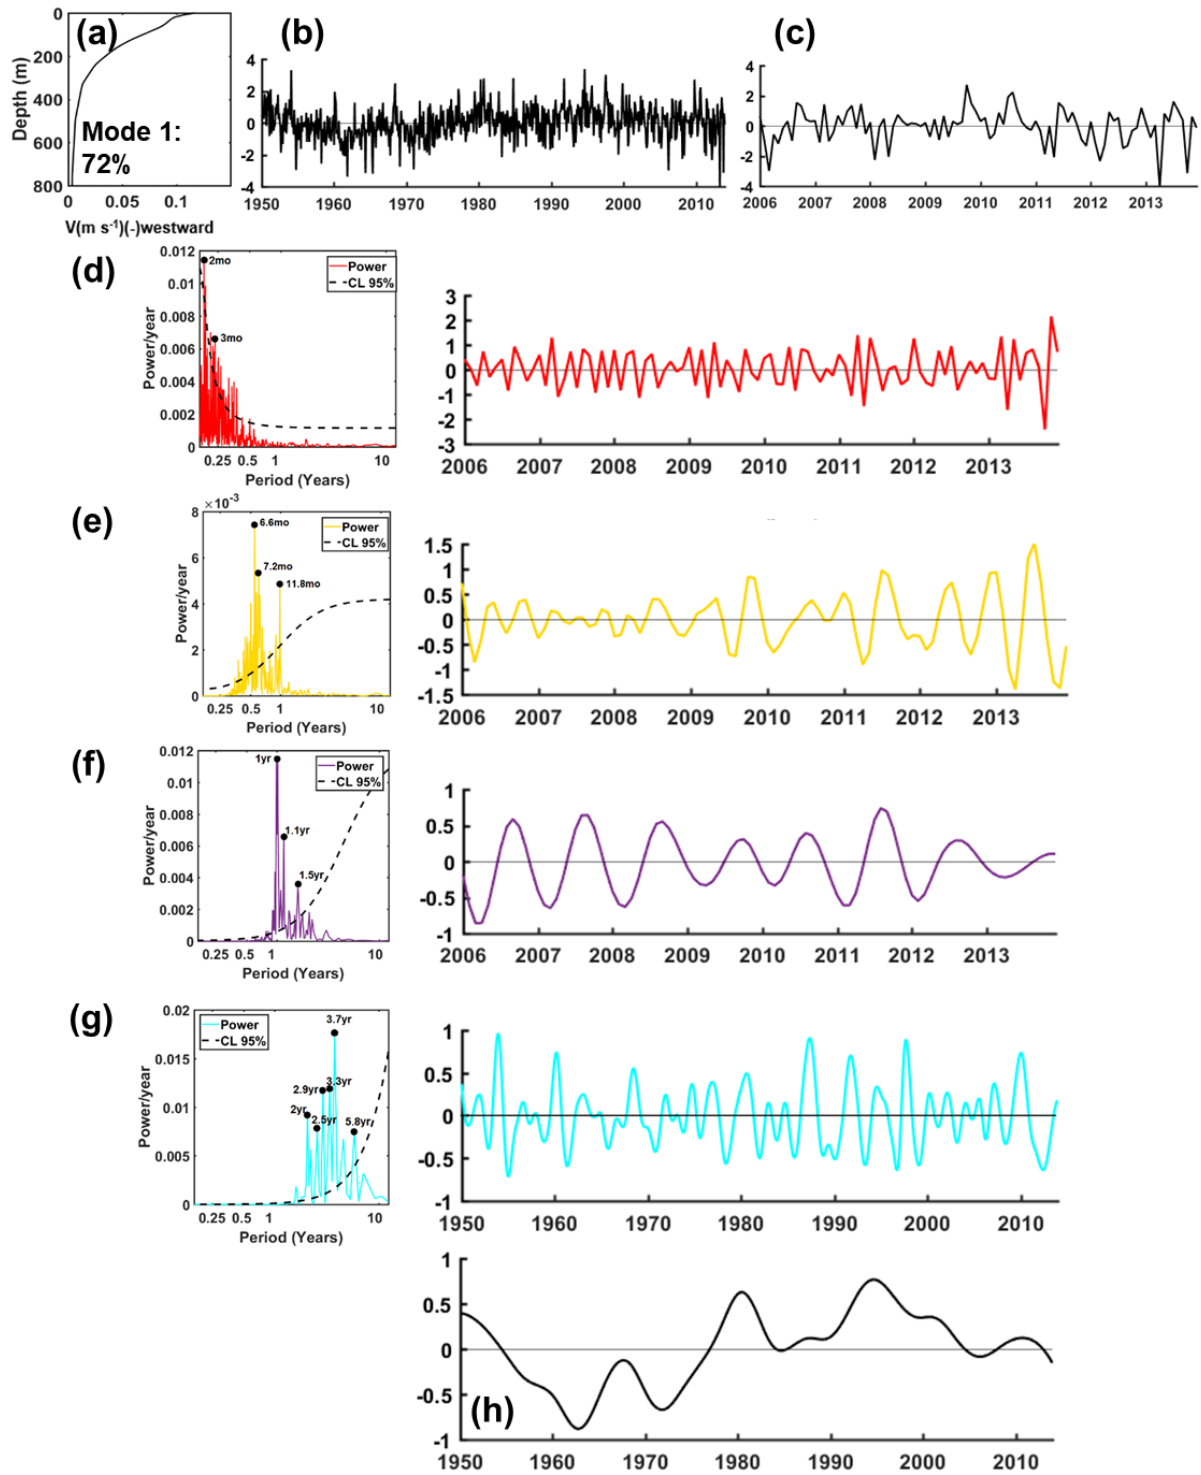 (a)
0
200
400
600
800
Depth (m)
Mode 1:
72%
0 0.05 0.1
V(m s⁻¹)(-)westward
(b)
4
2
0
-2
-4
1950 1960 1970 1980 1990 2000 2010
(c)
4
2
0
-2
-4
2006 2007 2008 2009 2010 2011 2012 2013
(d)
0.012
0.01
0.008
0.006
0.004
0.002
0
Power/year
2mo
3mo
Power
CL 95%
0.25 0.5 1 10
Period (Years)
3
2
1
0
-1
-2
-3
2006 2007 2008 2009 2010 2011 2012 2013
(e)
×10⁻³
8
6
4
2
0
Power/year
6.6mo
7.2mo
11.8mo
Power
CL 95%
0.25 0.5 1 10
Period (Years)
1.5
1
0.5
0
-0.5
-1
-1.5
2006 2007 2008 2009 2010 2011 2012 2013
(f)
0.012
0.01
0.008
0.006
0.004
0.002
0
Power/year
1yr
1.1yr
1.5yr
Power
CL 95%
0.25 0.5 1 10
Period (Years)
1
0.5
0
-0.5
-1
2006 2007 2008 2009 2010 2011 2012 2013
(g)
0.02
0.015
0.01
0.005
0
Power/year
Power
CL 95%
3.7yr
2.9yr
3.3yr
2yr
2.5yr
5.8yr
0.25 0.5 1 10
Period (Years)
1
0.5
0
-0.5
-1
1950 1960 1970 1980 1990 2000 2010
1
0.5
0
-0.5
-1
(h)
1950 1960 1970 1980 1990 2000 2010